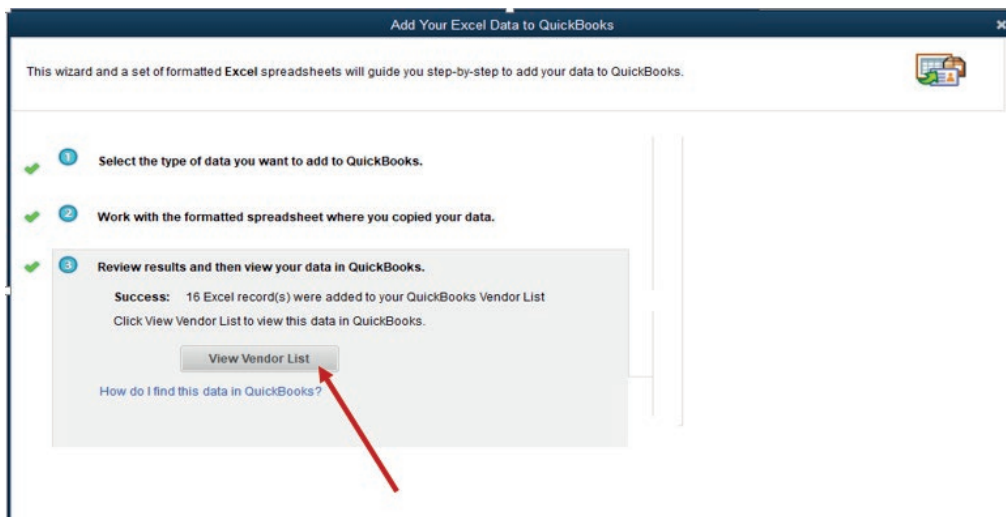 Add Your Excel Data to QuickBooks
This wizard and a set of formatted Excel spreadsheets will guide you step-by-step to add your data to QuickBooks.
1 Select the type of data you want to add to QuickBooks.
2 Work with the formatted spreadsheet where you copied your data.
3 Review results and then view your data in QuickBooks.
Success: 16 Excel record(s) were added to your QuickBooks Vendor List
Click View Vendor List to view this data in QuickBooks.
View Vendor List
How do I find this data in QuickBooks?